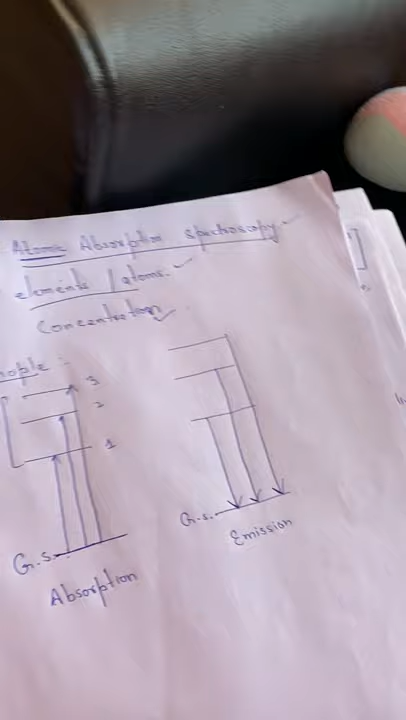 Atomic Absorption spectroscopy
elements / atoms.
Concentration
3
2
1
G.s.
Absorption
G.s.
Emission